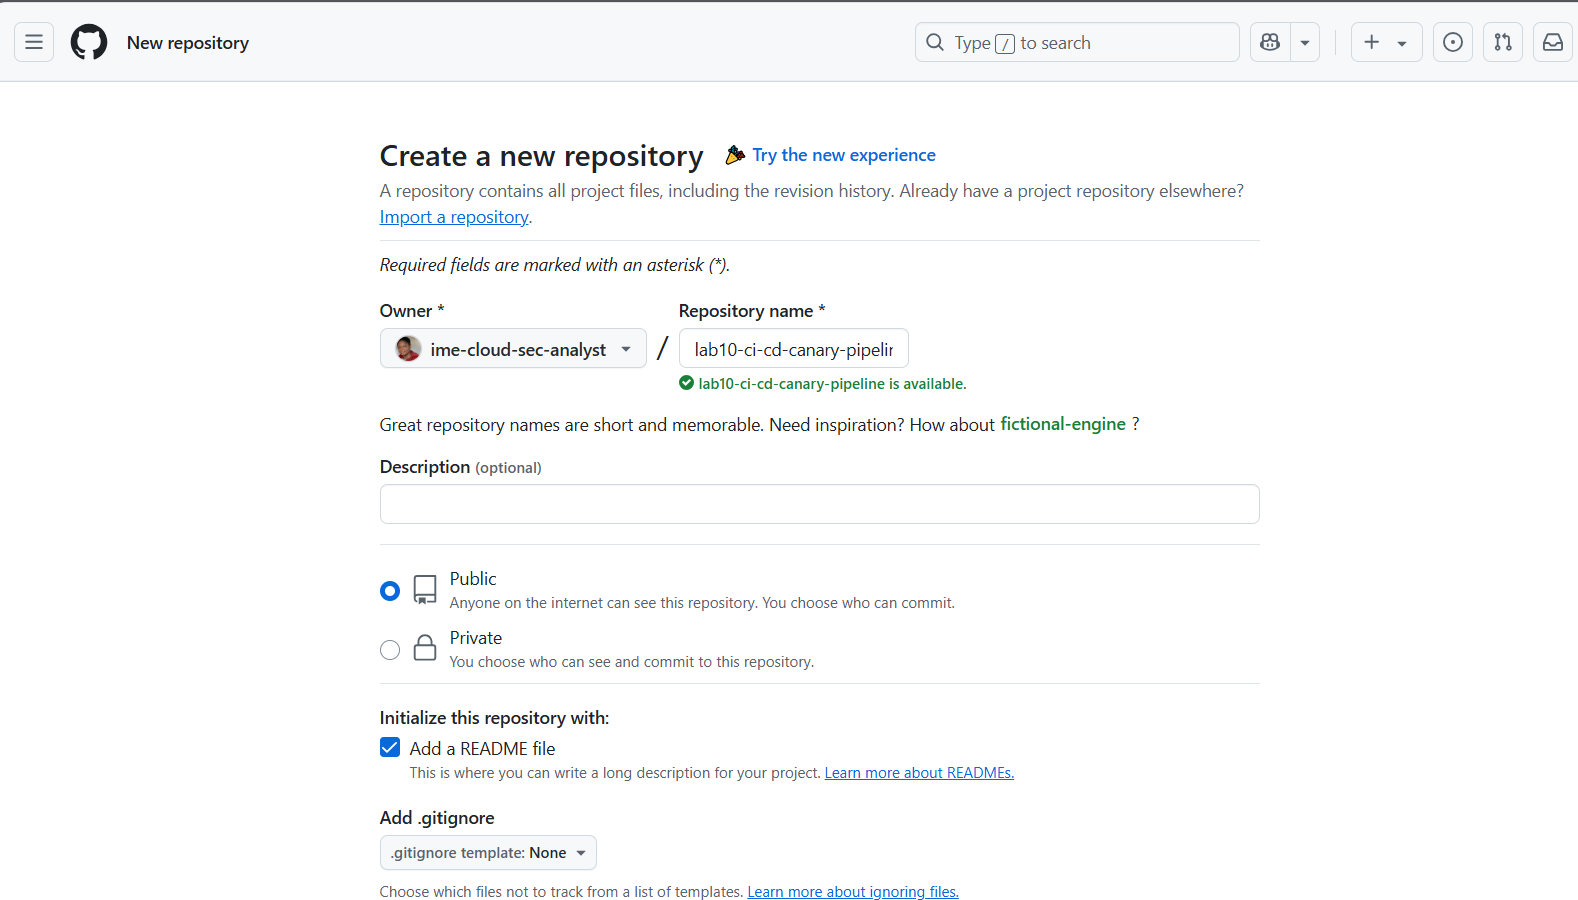 New repository
Type / to search
Create a new repository Try the new experience
A repository contains all project files, including the revision history. Already have a project repository elsewhere?
Import a repository.
Required fields are marked with an asterisk (*).
Owner * Repository name *
ime-cloud-sec-analyst / lab10-ci-cd-canary-pipelin
lab10-ci-cd-canary-pipeline is available.
Great repository names are short and memorable. Need inspiration? How about fictional-engine ?
Description (optional)
Public
Anyone on the internet can see this repository. You choose who can commit.
Private
You choose who can see and commit to this repository.
Initialize this repository with:
Add a README file
This is where you can write a long description for your project. Learn more about READMEs.
Add .gitignore
.gitignore template: None
Choose which files not to track from a list of templates. Learn more about ignoring files.